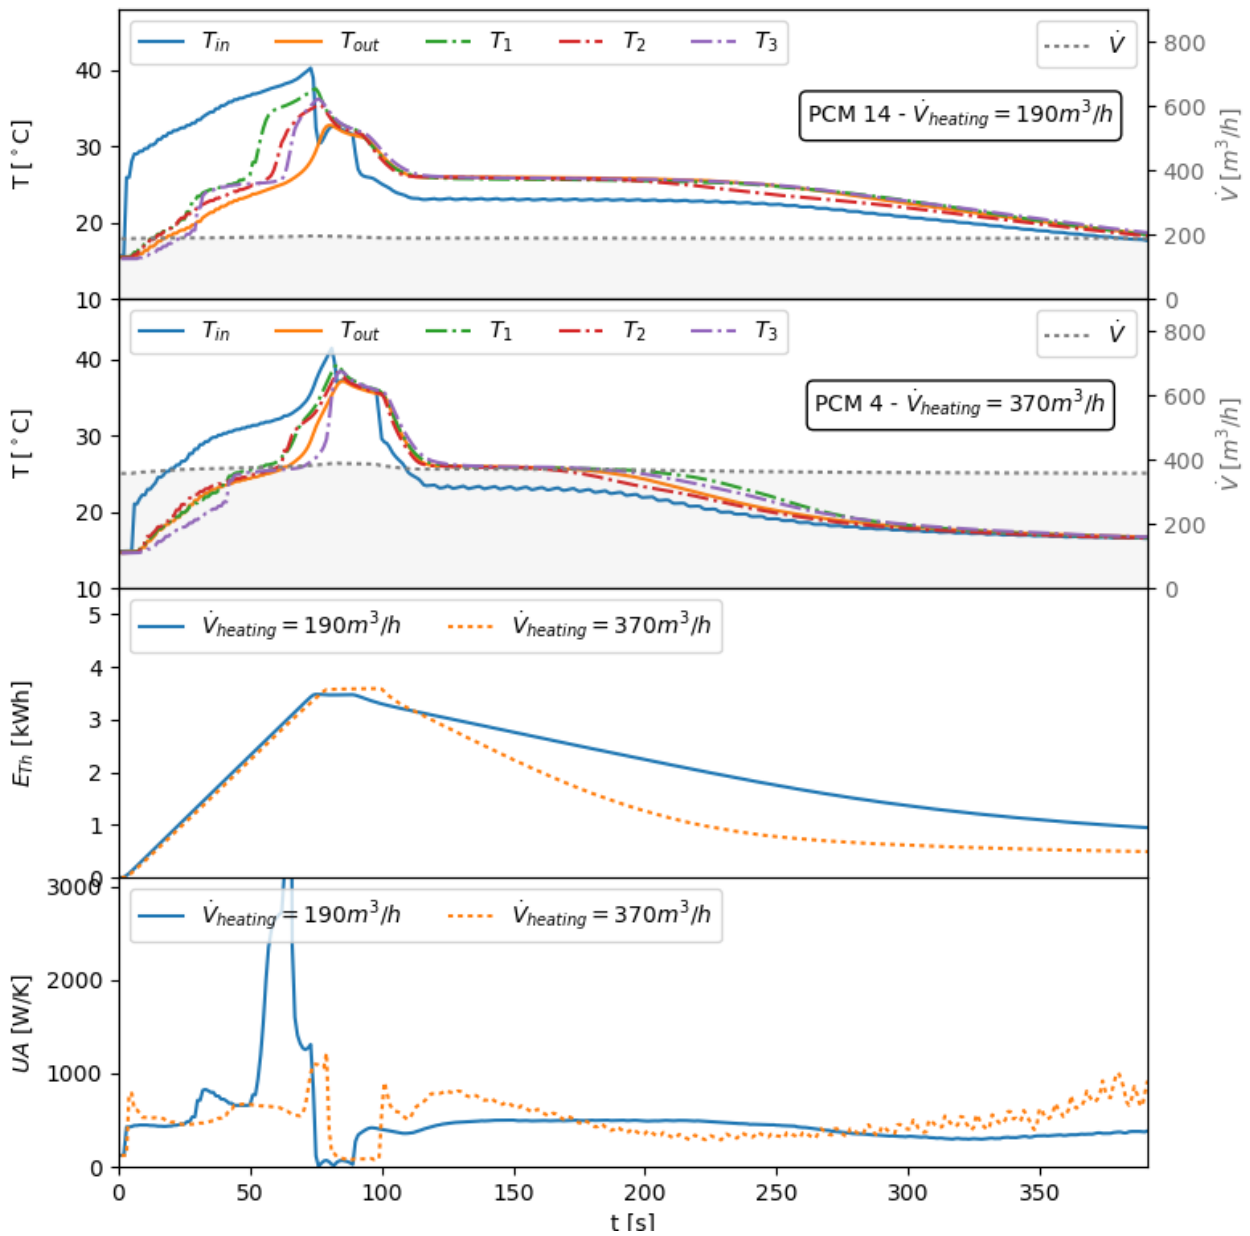 T_in T_out T_1 T_2 T_3 V̇
PCM 14 - V̇_heating = 190m³/h
T [°C]
40
30
20
10
800
600
400
200
0
V̇ [m³/h]
T_in T_out T_1 T_2 T_3 V̇
PCM 4 - V̇_heating = 370m³/h
T [°C]
40
30
20
10
800
600
400
200
0
V̇ [m³/h]
V̇_heating = 190m³/h V̇_heating = 370m³/h
E_Th [kWh]
5
4
3
2
1
0
V̇_heating = 190m³/h V̇_heating = 370m³/h
UA [W/K]
3000
2000
1000
0
0 50 100 150 200 250 300 350
t [s]